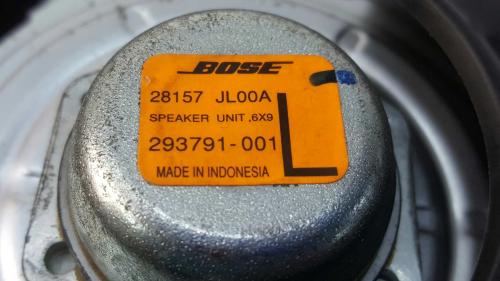 BOSE
28157 JL00A
SPEAKER UNIT ,6X9
293791-001
L
MADE IN INDONESIA